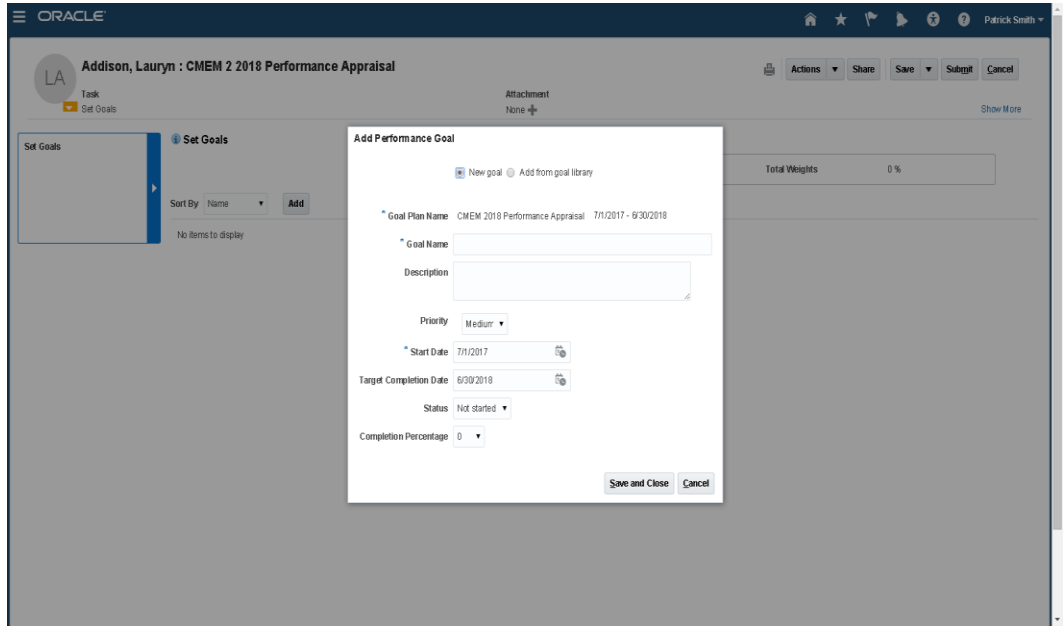 ORACLE
Patrick Smith
LA
Addison, Lauryn : CMEM 2 2018 Performance Appraisal
Actions Share Save Submit Cancel
Task
Set Goals
Attachment
None
Show More
Set Goals
Set Goals
Total Weights 0 %
Sort By Name Add
No items to display
Add Performance Goal
New goal Add from goal library
* Goal Plan Name CMEM 2018 Performance Appraisal 7/1/2017 - 6/30/2018
* Goal Name
Description
Priority Medium
* Start Date 7/1/2017
Target Completion Date 6/30/2018
Status Not started
Completion Percentage 0
Save and Close Cancel